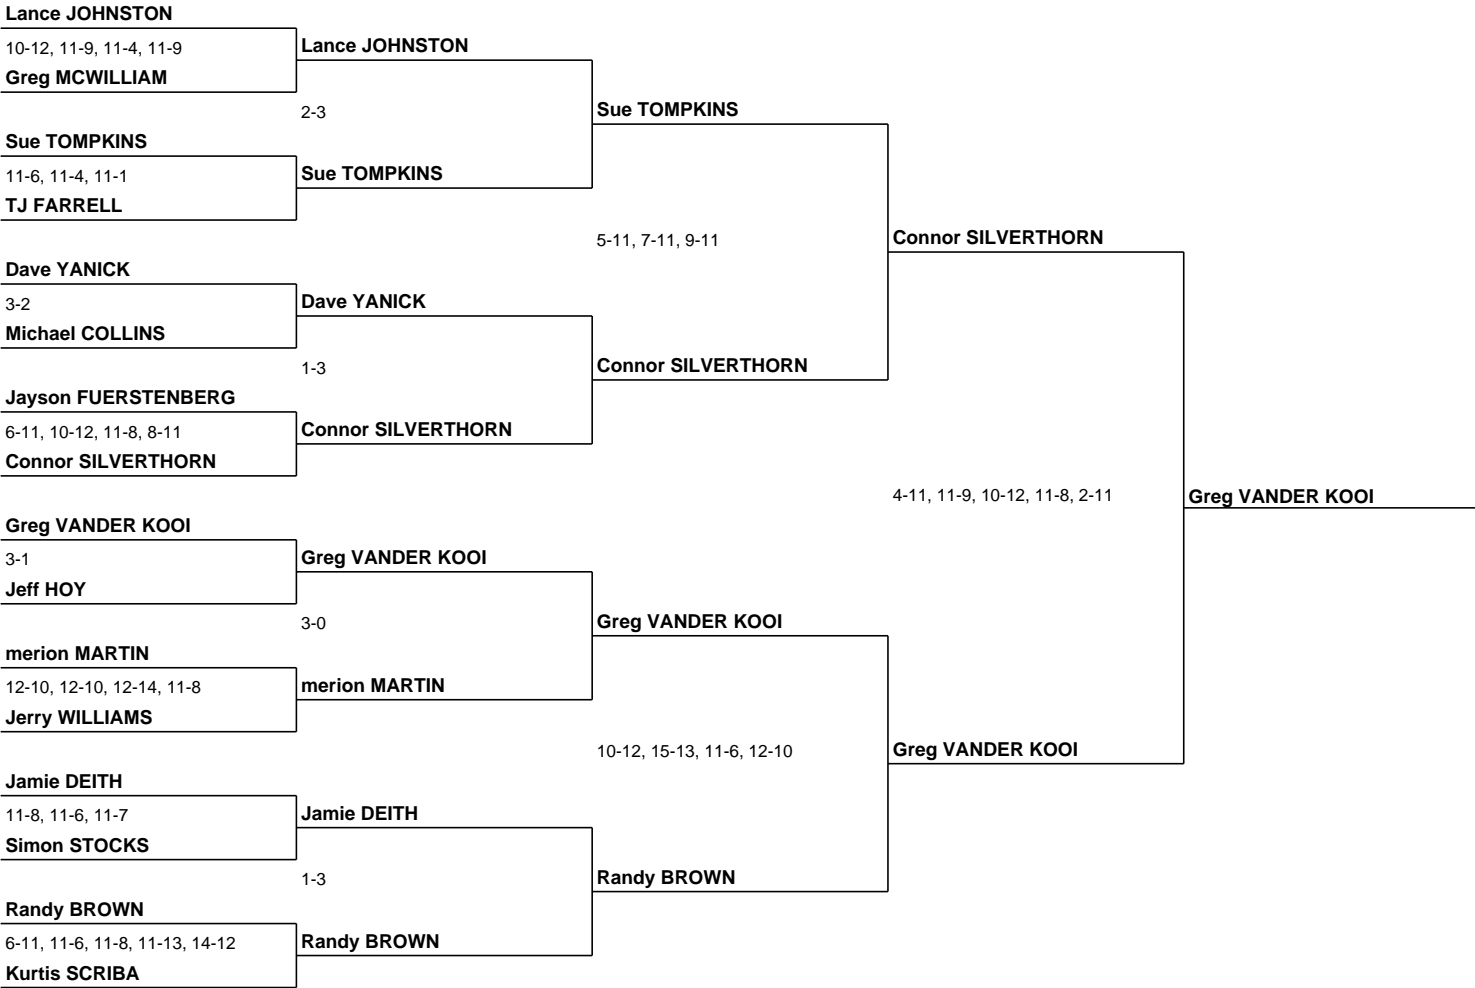 Lance JOHNSTON
10-12, 11-9, 11-4, 11-9
Greg MCWILLIAM
Sue TOMPKINS
11-6, 11-4, 11-1
TJ FARRELL
Dave YANICK
3-2
Michael COLLINS
Jayson FUERSTENBERG
6-11, 10-12, 11-8, 8-11
Connor SILVERTHORN
Greg VANDER KOOI
3-1
Jeff HOY
merion MARTIN
12-10, 12-10, 12-14, 11-8
Jerry WILLIAMS
Jamie DEITH
11-8, 11-6, 11-7
Simon STOCKS
Randy BROWN
6-11, 11-6, 11-8, 11-13, 14-12
Kurtis SCRIBA
Lance JOHNSTON
2-3
Sue TOMPKINS
Dave YANICK
1-3
Connor SILVERTHORN
Greg VANDER KOOI
3-0
merion MARTIN
Jamie DEITH
1-3
Randy BROWN
Sue TOMPKINS
5-11, 7-11, 9-11
Connor SILVERTHORN
Greg VANDER KOOI
10-12, 15-13, 11-6, 12-10
Randy BROWN
Connor SILVERTHORN
4-11, 11-9, 10-12, 11-8, 2-11
Greg VANDER KOOI
Greg VANDER KOOI